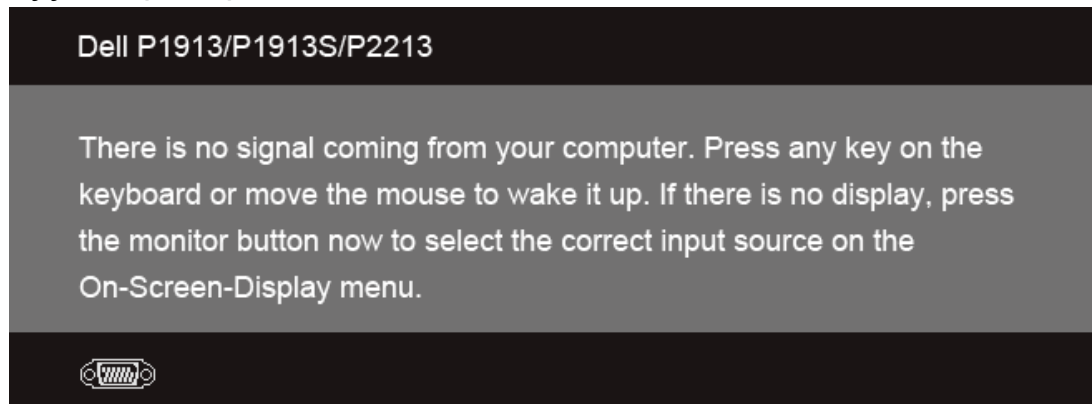 Dell P1913/P1913S/P2213
There is no signal coming from your computer. Press any key on the
keyboard or move the mouse to wake it up. If there is no display, press
the monitor button now to select the correct input source on the
On-Screen-Display menu.